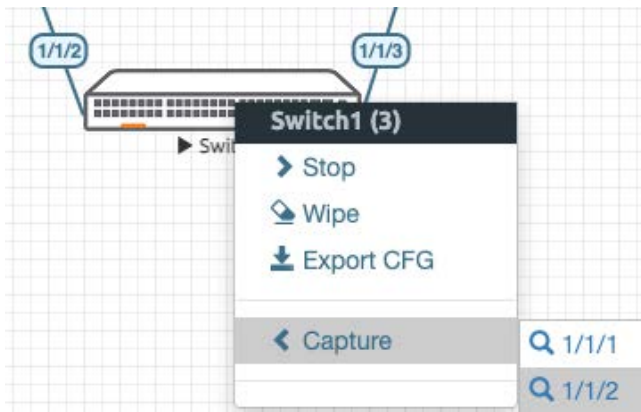 1/1/2
1/1/3
Switch1 (3)
Stop
Wipe
Export CFG
Capture
1/1/1
1/1/2